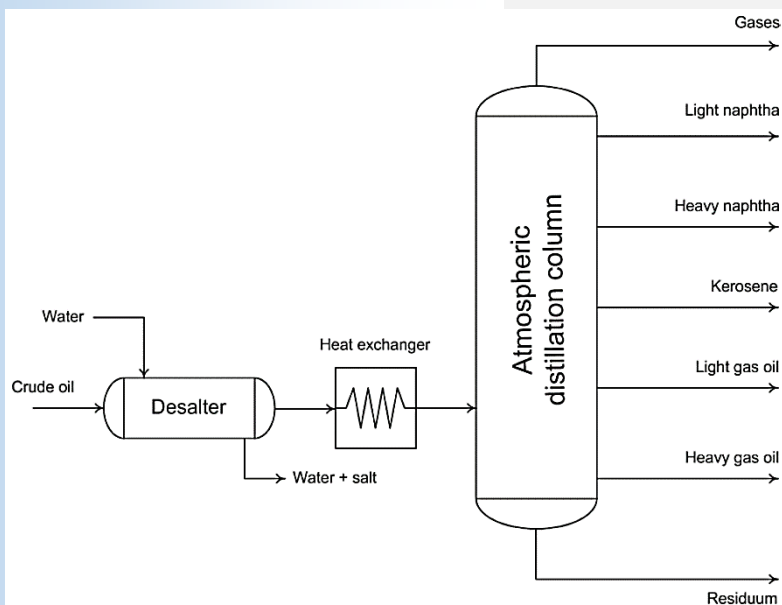 Gases
Light naphtha
Heavy naphtha
Kerosene
Light gas oil
Heavy gas oil
Residuum
Atmospheric
distillation column
Water
Crude oil
Desalter
Heat exchanger
Water + salt